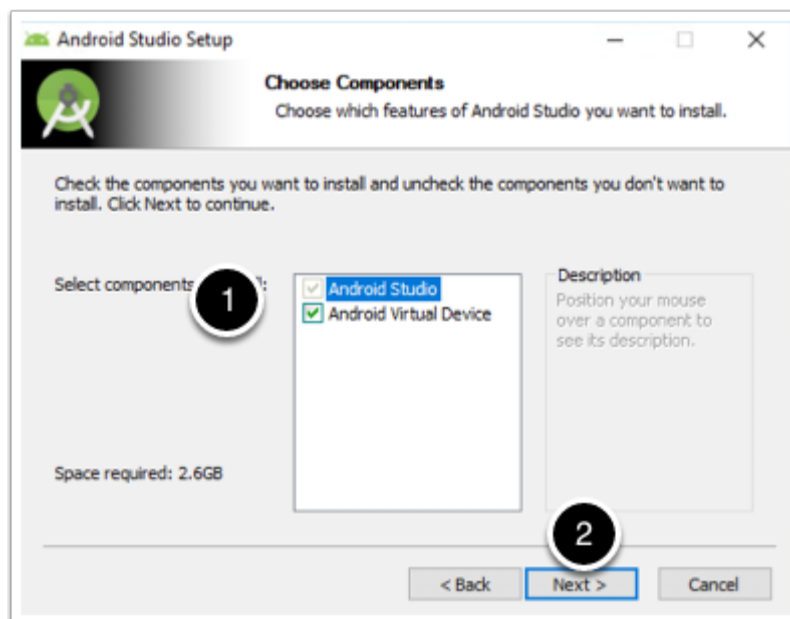 Android Studio Setup
Choose Components
Choose which features of Android Studio you want to install.
Check the components you want to install and uncheck the components you don't want to
install. Click Next to continue.
Select components l:
1
Android Studio
Android Virtual Device
Description
Position your mouse
over a component to
see its description.
Space required: 2.6GB
2
< Back
Next >
Cancel